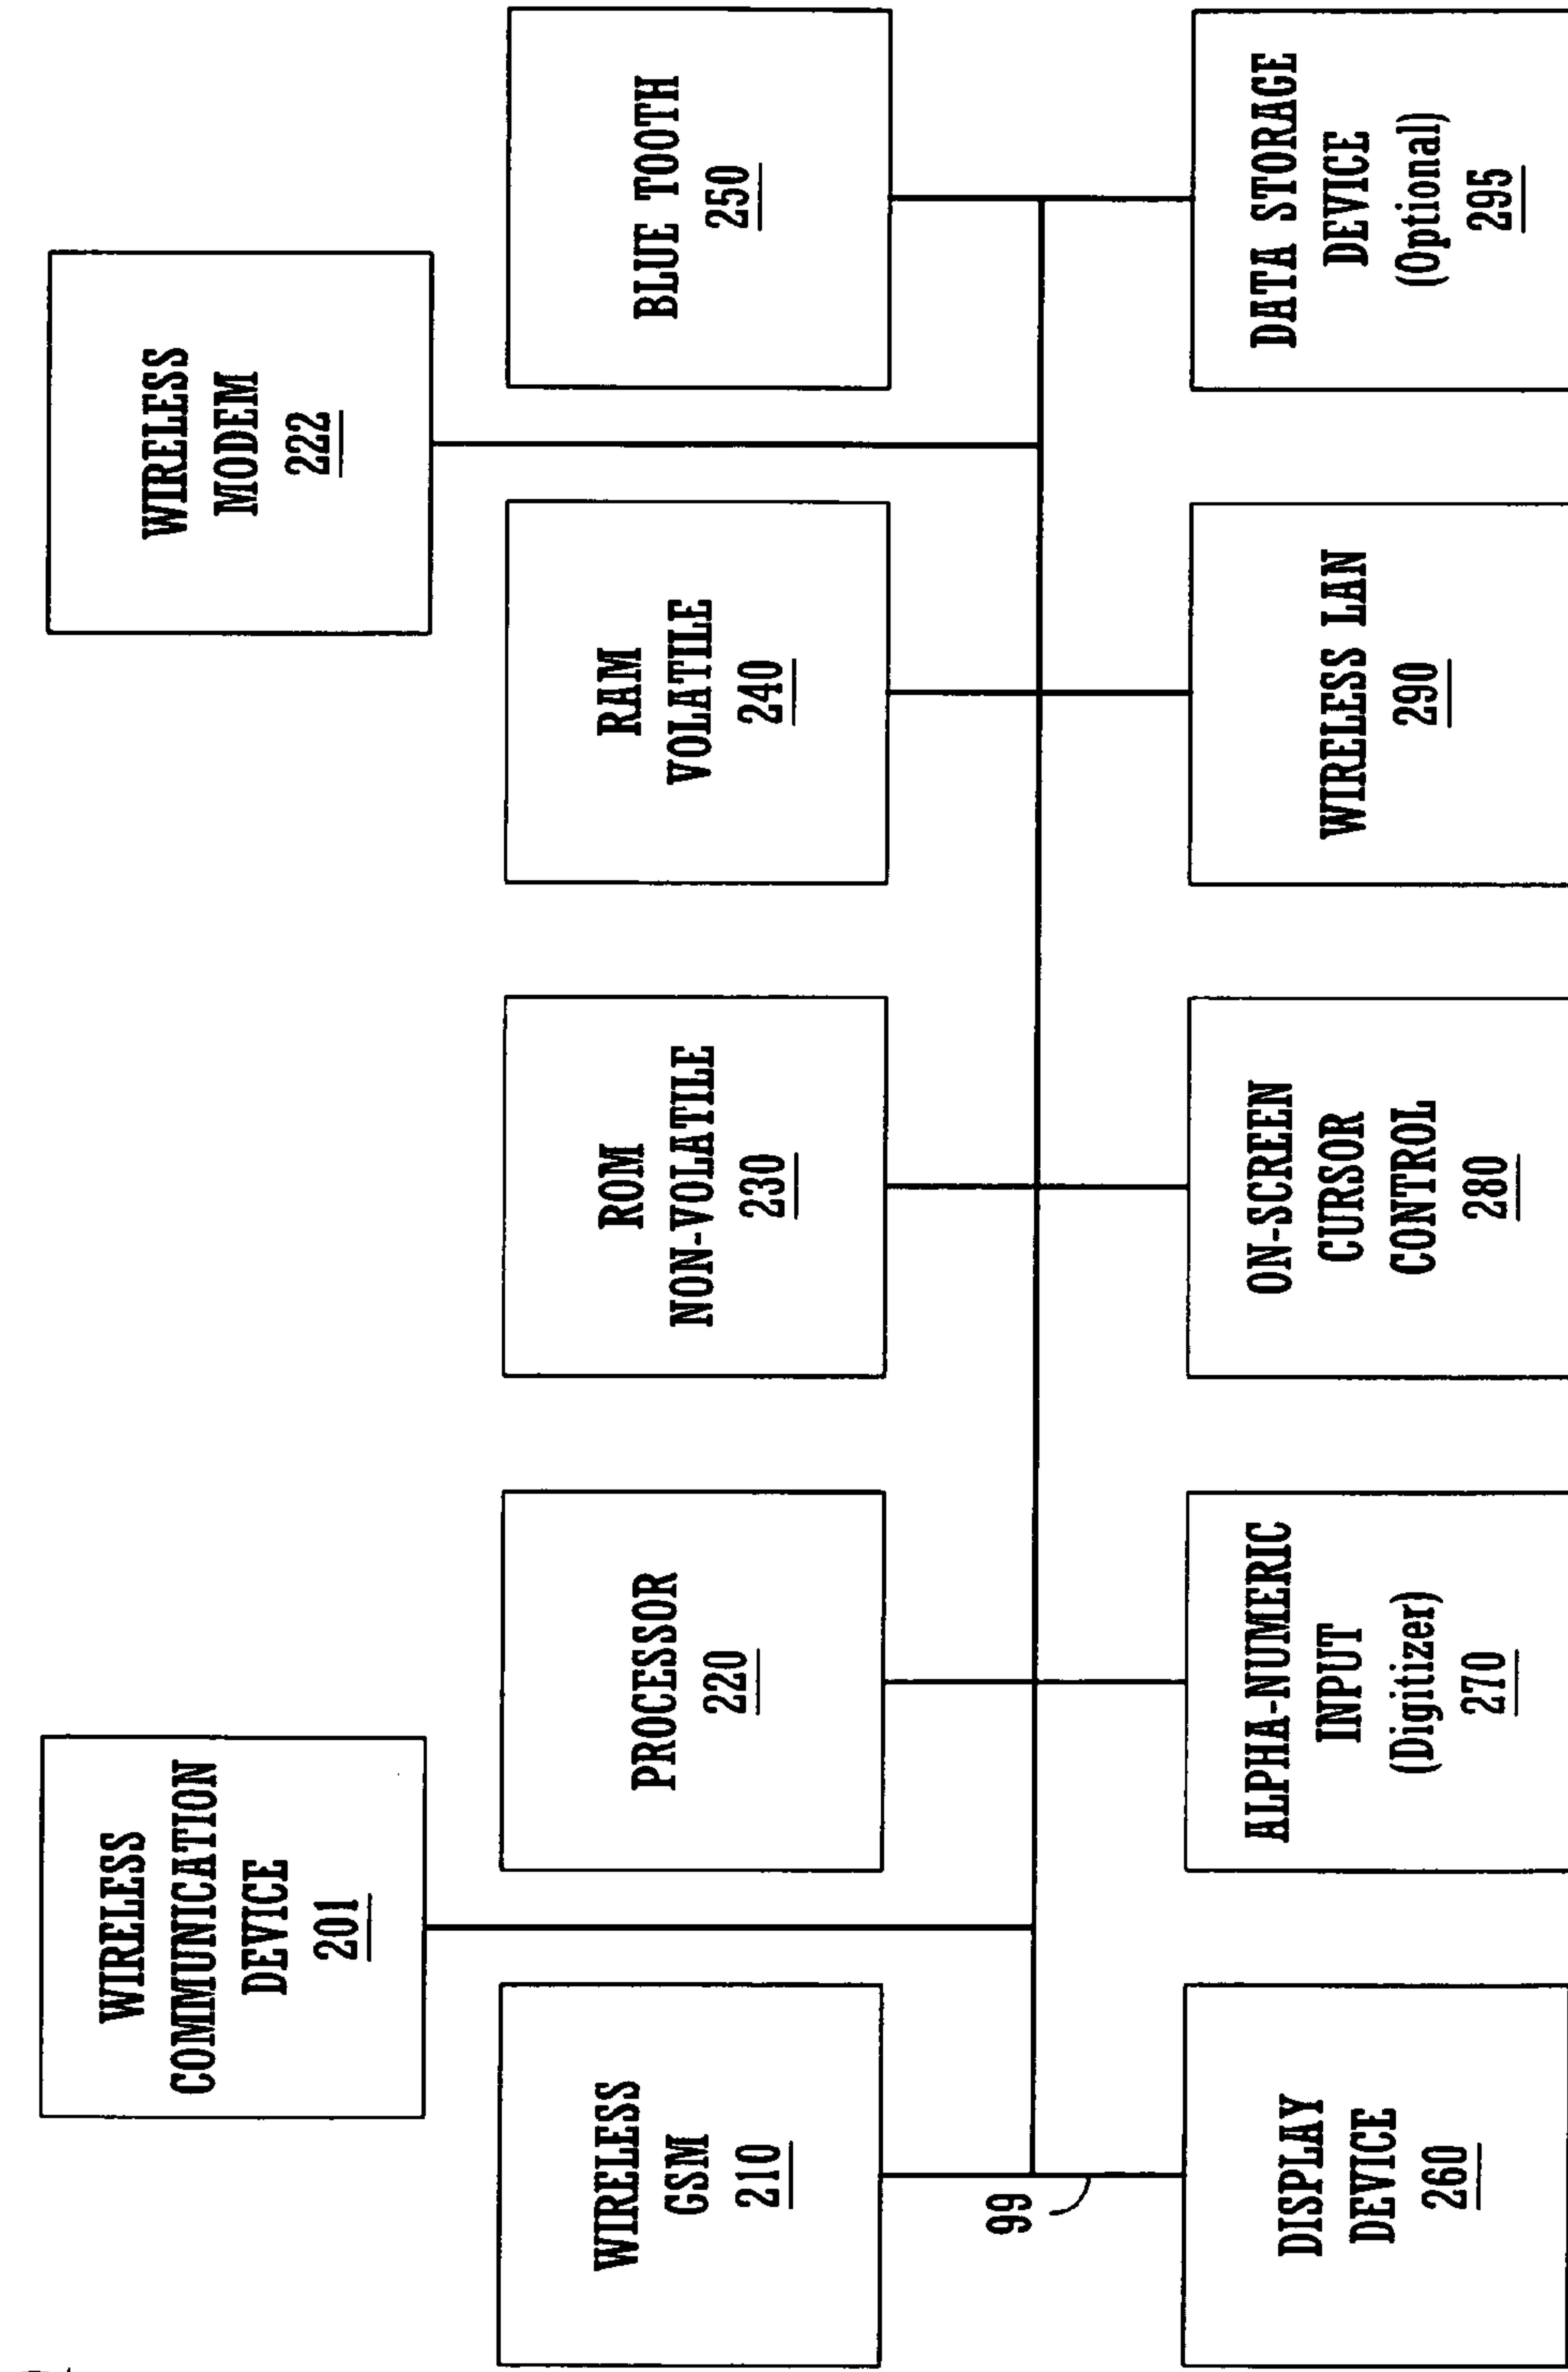 WIRELESS
COMMUNICATION
DEVICE
201
WIRELESS
MODEM
222
WIRELESS
GSM
210
PROCESSOR
220
ROM
NON-VOLATILE
230
RAM
VOLATILE
240
BLUE TOOTH
250
99
DISPLAY
DEVICE
260
ALPHA-NUMERIC
INPUT
(Digitizer)
270
ON-SCREEN
CURSOR
CONTROL
280
WIRELESS LAN
290
DATA STORAGE
DEVICE
(Optional)
295